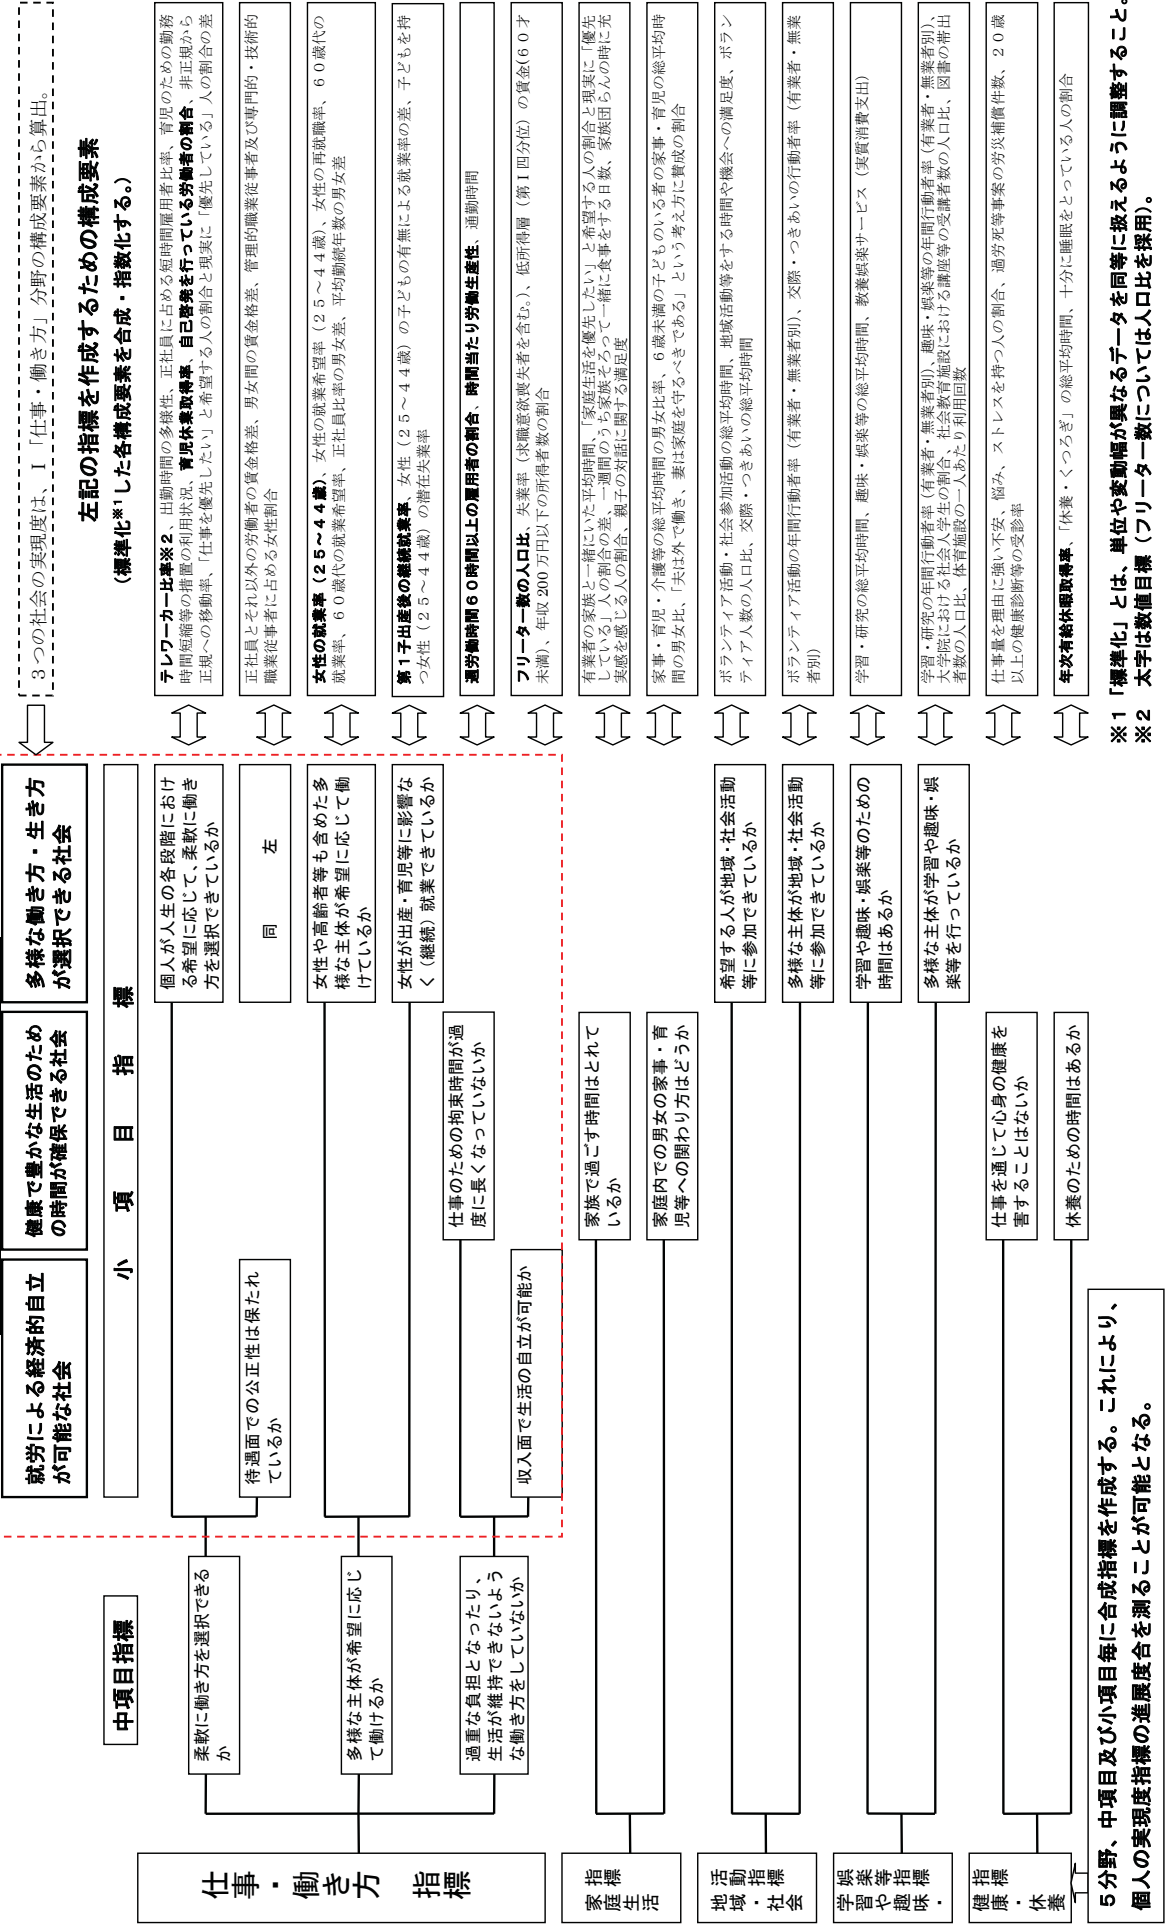 就労による経済的自立
が可能な社会
健康で豊かな生活のため
の時間が確保できる社会
多様な働き方・生き方
が選択できる社会
3つの社会の実現度は、Ⅰ「仕事・働き方」分野の構成要素から算出。
左記の指標を作成するための構成要素
(標準化※1した各構成要素を合成・指数化する。)
中項目指標
小項目指標
仕事・働き方 指標
柔軟に働き方を選択できる
か
個人が人生の各段階におけ
る希望に応じて、柔軟に働き
方を選択できているか
テレワーカー比率※2、出勤時間の多様性、正社員に占める短時間雇用者比率、育児のための勤務
時間短縮等の措置の利用状況、育児休業取得率、自己啓発を行っている労働者の割合、非正規から
正規への移動率、「仕事を優先したい」と希望する人の割合と現実に「優先している」人の割合の差
待遇面での公正性は保たれ
ているか
同 左
正社員とそれ以外の労働者の賃金格差、男女間の賃金格差、管理的職業従事者及び専門的・技術的
職業従事者に占める女性割合
多様な主体が希望に応じ
て働けるか
女性や高齢者等も含めた多
様な主体が希望に応じて働
けているか
女性の就業率(25～44歳)、女性の就業希望率(25～44歳)、女性の再就職率、60歳代の
就業率、60歳代の就業希望率、正社員比率の男女差、平均勤続年数の男女差
女性が出産・育児等に影響な
く(継続)就業できているか
第1子出産後の継続就業率、女性(25～44歳)の子どもの有無による就業率の差、子どもを持
つ女性(25～44歳)の潜在失業率
過重な負担となったり、
生活が維持できないよう
な働き方をしていないか
仕事のための拘束時間が過
度に長くなっていないか
週労働時間60時間以上の雇用者の割合、時間当たり労働生産性、通勤時間
収入面で生活の自立が可能か
フリーター数の人口比、失業率(求職意欲喪失者を含む。)、低所得層(第Ⅰ四分位)の賃金(60才
未満)、年収200万円以下の所得者数の割合
家庭生活
指標
家族で過ごす時間はとれて
いるか
有業者の家族と一緒にいた平均時間、「家庭生活を優先したい」と希望する人の割合と現実に「優先
している」人の割合の差、一週間のうち家族そろって一緒に食事をする日数、家族団らんの時に充
実感を感じる人の割合、親子の対話に関する満足度
家庭内での男女の家事・育
児等への関わり方はどうか
家事・育児・介護等の総平均時間の男女比率、6歳未満の子どものいる者の家事・育児の総平均時
間の男女比、「夫は外で働き、妻は家庭を守るべきである」という考え方に賛成の割合
地域・社会
活動指標
希望する人が地域・社会活動
等に参加できているか
ボランティア活動・社会参加活動の総平均時間、地域活動等をする時間や機会への満足度、ボラン
ティア人数の人口比、交際・つきあいの総平均時間
多様な主体が地域・社会活動
等に参加できているか
ボランティア活動の年間行動者率(有業者・無業者別)、交際・つきあいの行動者率(有業者・無業
者別)
学習や趣味・
娯楽等指標
学習や趣味・娯楽等のための
時間はあるか
学習・研究の総平均時間、趣味・娯楽等の総平均時間、教養娯楽サービス(実質消費支出)
多様な主体が学習や趣味・娯
楽等を行っているか
学習・研究の年間行動者率(有業者・無業者別)、趣味・娯楽等の年間行動者率(有業者・無業者別)、
大学院における社会人学生の割合、社会教育施設における講座等の受講者数の人口比、図書の帯出
者数の人口比、体育施設の一人あたり利用回数
健康・休養
指標
仕事を通じて心身の健康を
害することはないか
仕事量を理由に強い不安、悩み、ストレスを持つ人の割合、過労死等事案の労災補償件数、20歳
以上の健康診断等の受診率
休養のための時間はあるか
年次有給休暇取得率、「休養・くつろぎ」の総平均時間、十分に睡眠をとっている人の割合
5分野、中項目及び小項目毎に合成指標を作成する。これにより、
個人の実現度指標の進展度合を測ることが可能となる。
※1「標準化」とは、単位や変動幅が異なるデータを同等に扱えるように調整すること。
※2 太字は数値目標(フリーター数については人口比を採用)。